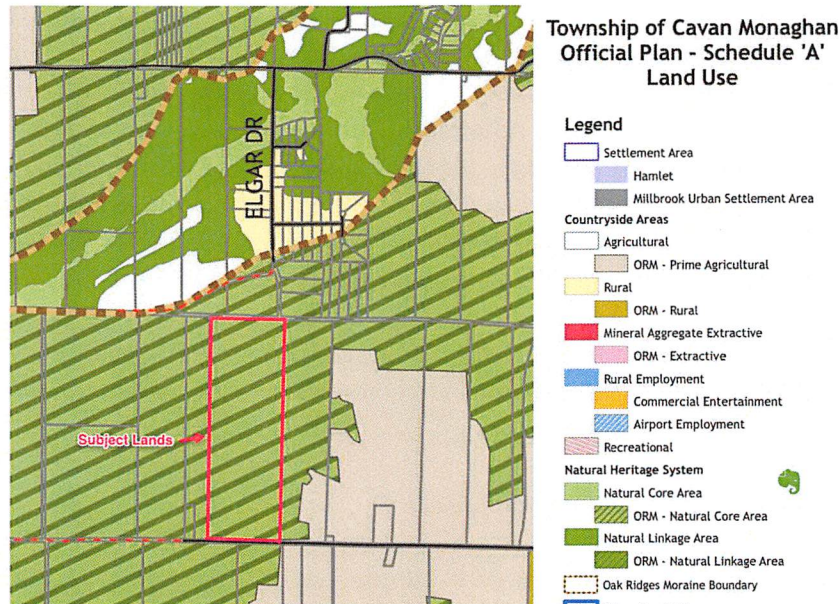 Township of Cavan Monaghan
Official Plan - Schedule 'A'
Land Use
Legend
Settlement Area
Hamlet
Millbrook Urban Settlement Area
Countryside Areas
Agricultural
ORM - Prime Agricultural
Rural
ORM - Rural
Mineral Aggregate Extractive
ORM - Extractive
Rural Employment
Commercial Entertainment
Airport Employment
Recreational
Natural Heritage System
Natural Core Area
ORM - Natural Core Area
Natural Linkage Area
ORM - Natural Linkage Area
Oak Ridges Moraine Boundary
ELGAR DR
Subject Lands